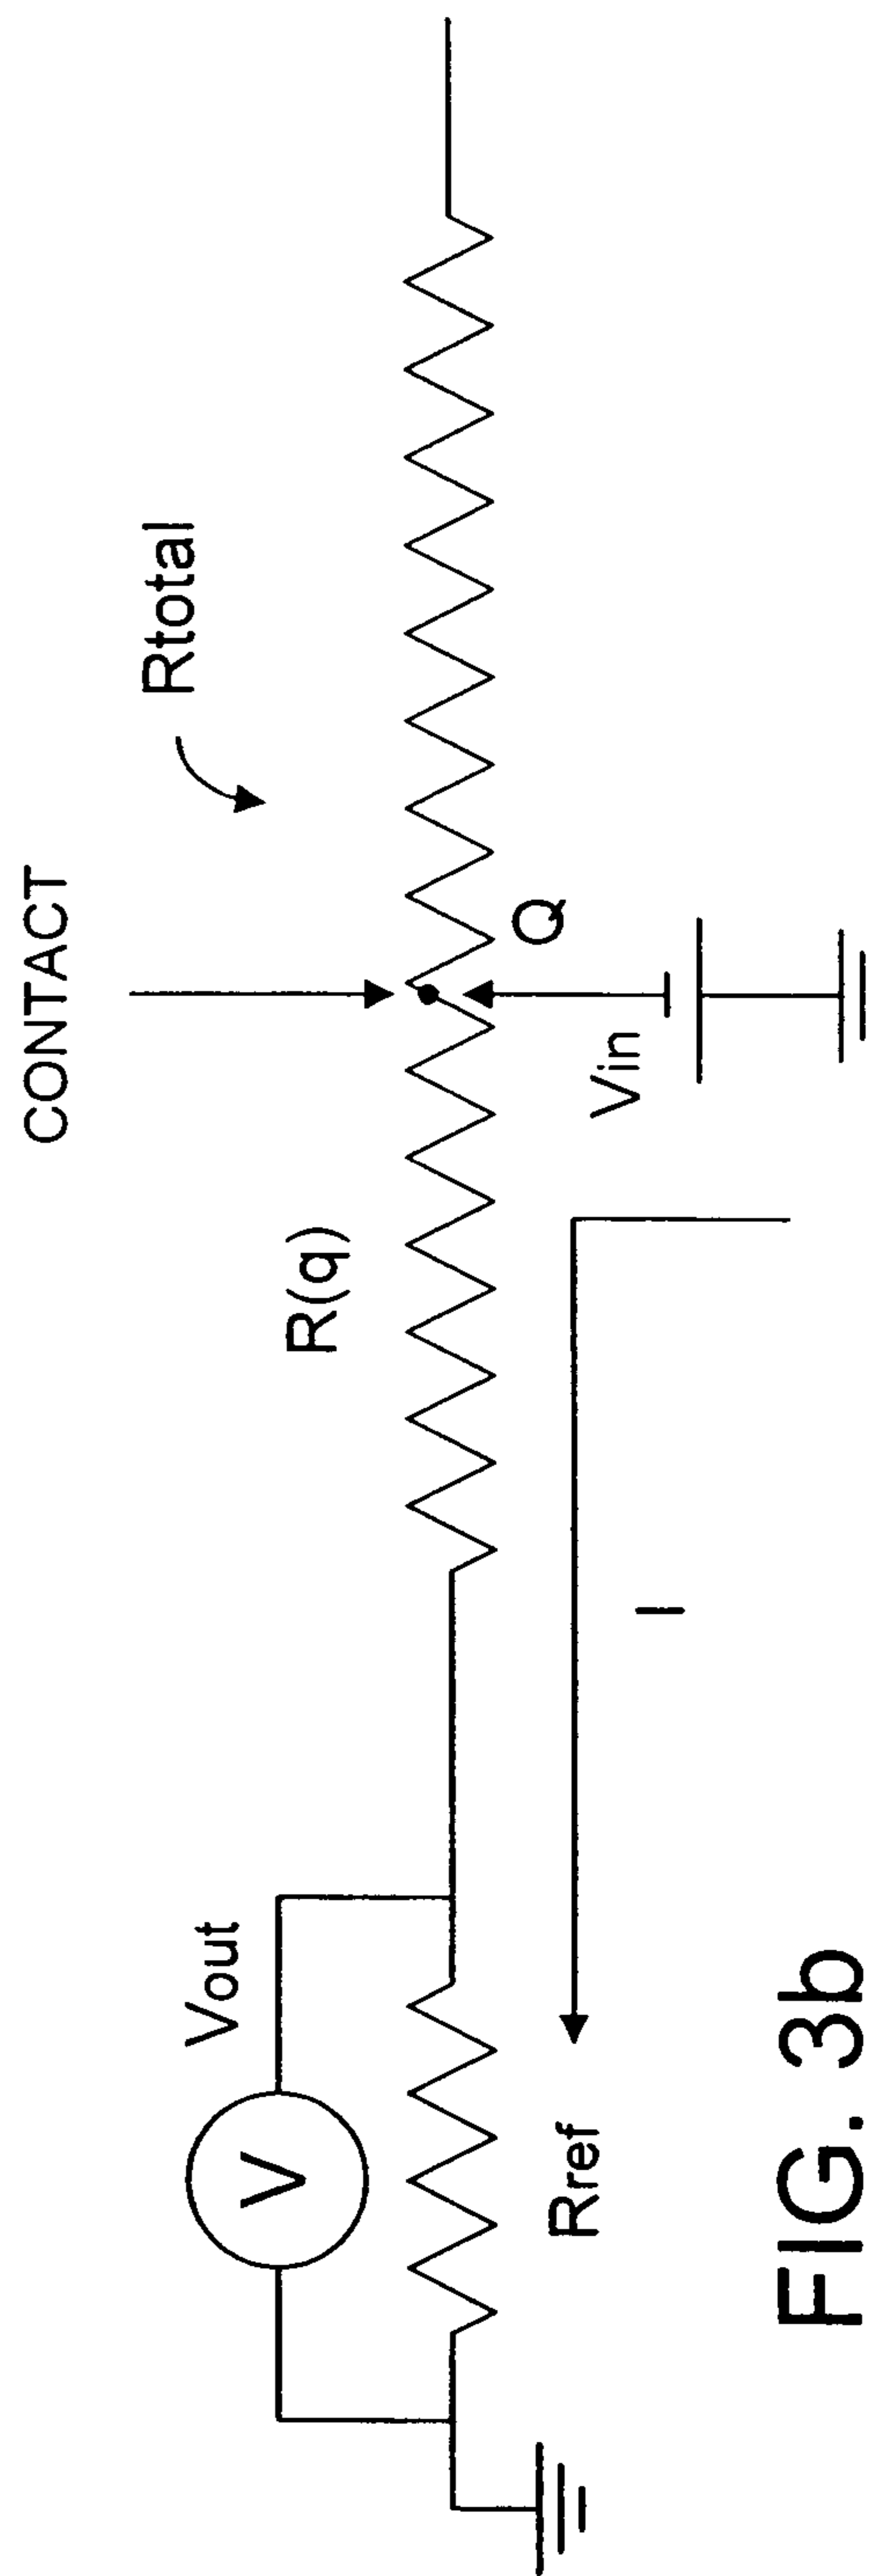 CONTACT
Rtotal
R(q)
Q
Vin
Vout
V
Rref
I
FIG. 3b